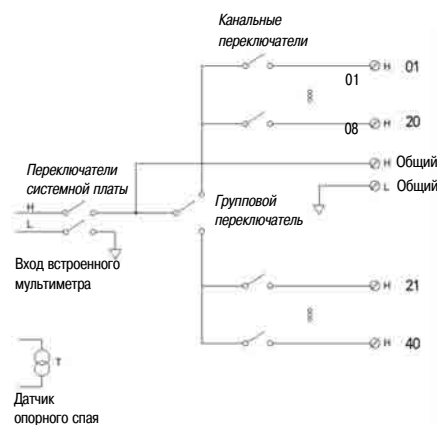 Канальные
переключатели
H 01
01
08
H 20
H Общий
L Общий
Переключатели
системной платы
H
L
Групповой
переключатель
Вход встроенного
мультиметра
H 21
H 40
T
Датчик
опорного спая